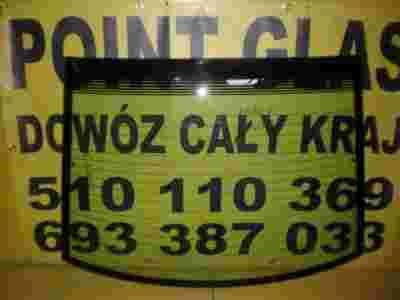 POINT GLAS
DOWÓZ CAŁY KRAJ
510 110 369
693 387 033